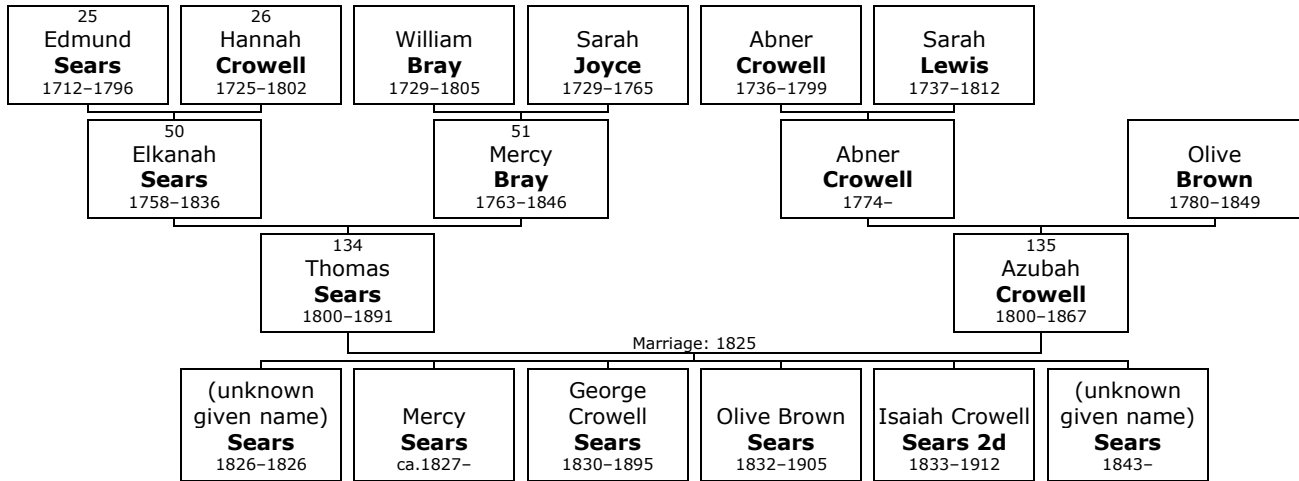 25
Edmund
Sears
1712–1796
26
Hannah
Crowell
1725–1802
William
Bray
1729–1805
Sarah
Joyce
1729–1765
Abner
Crowell
1736–1799
Sarah
Lewis
1737–1812
50
Elkanah
Sears
1758–1836
51
Mercy
Bray
1763–1846
Abner
Crowell
1774–
Olive
Brown
1780–1849
134
Thomas
Sears
1800–1891
135
Azubah
Crowell
1800–1867
Marriage: 1825
(unknown
given name)
Sears
1826–1826
Mercy
Sears
ca.1827–
George
Crowell
Sears
1830–1895
Olive Brown
Sears
1832–1905
Isaiah Crowell
Sears 2d
1833–1912
(unknown
given name)
Sears
1843–